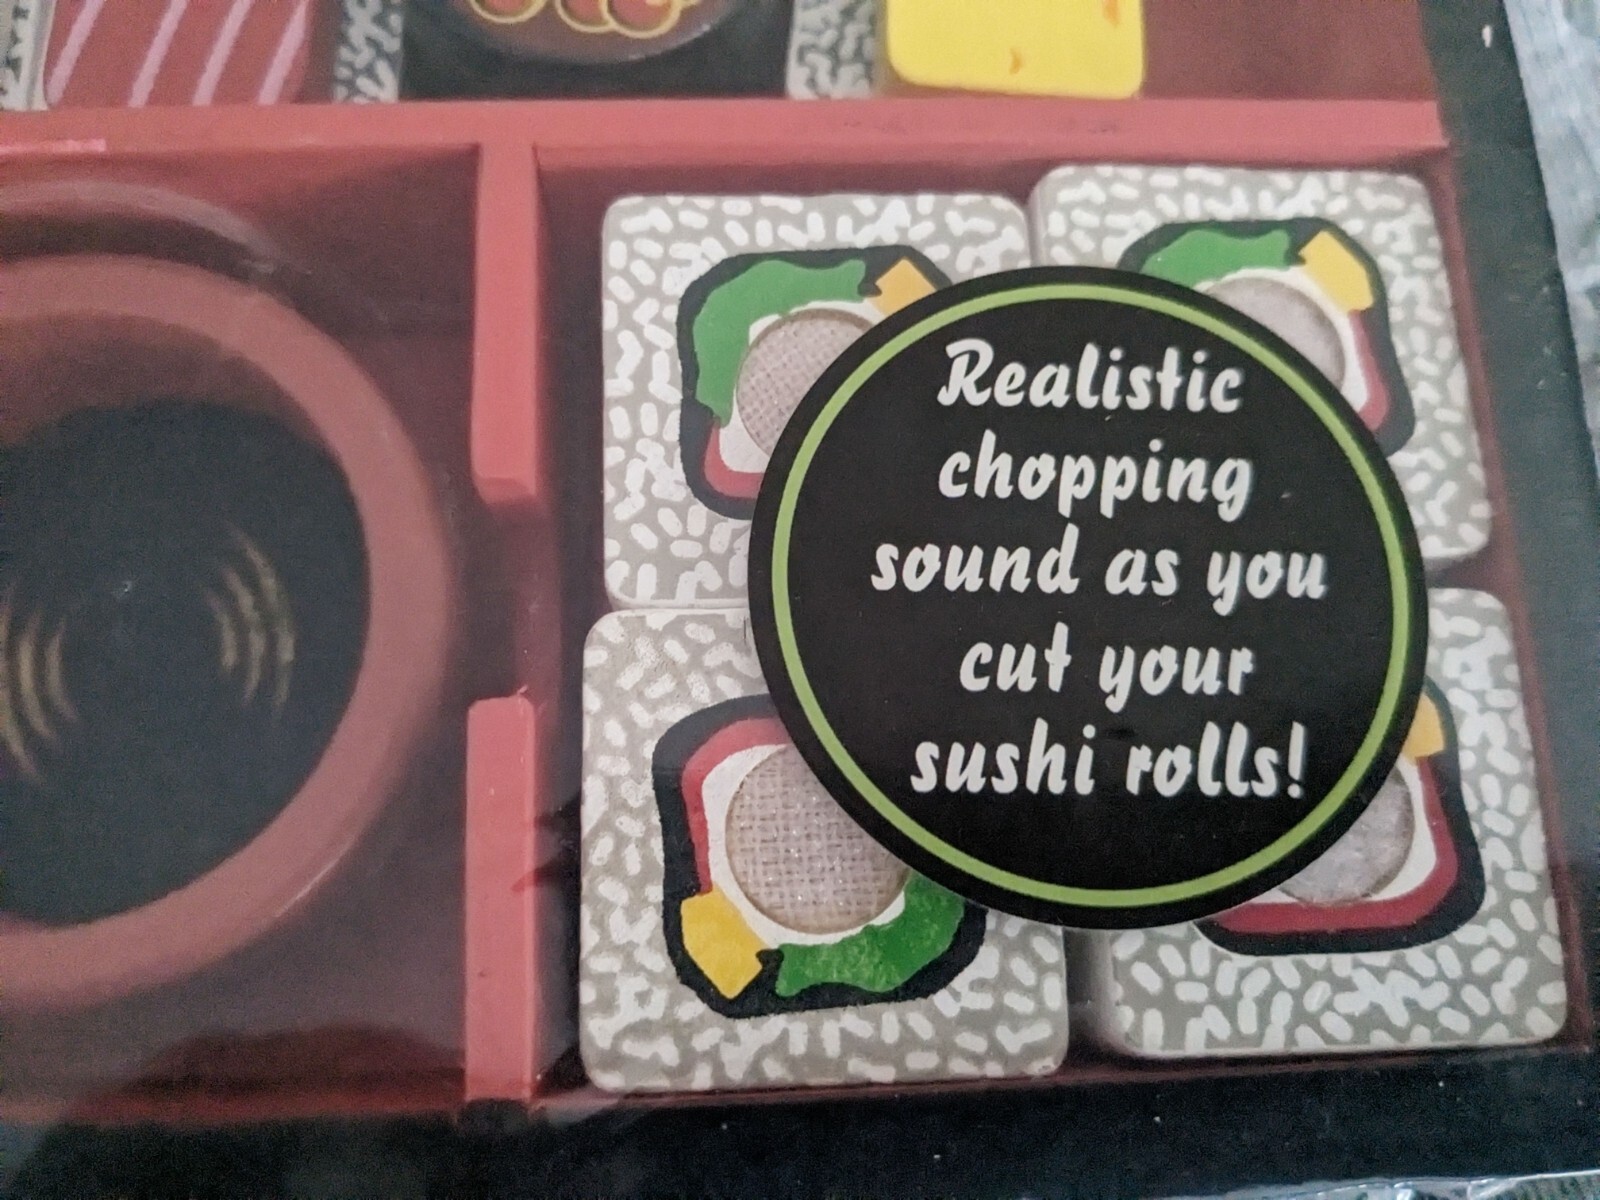 Realistic
chopping
sound as you
cut your
sushi rolls!